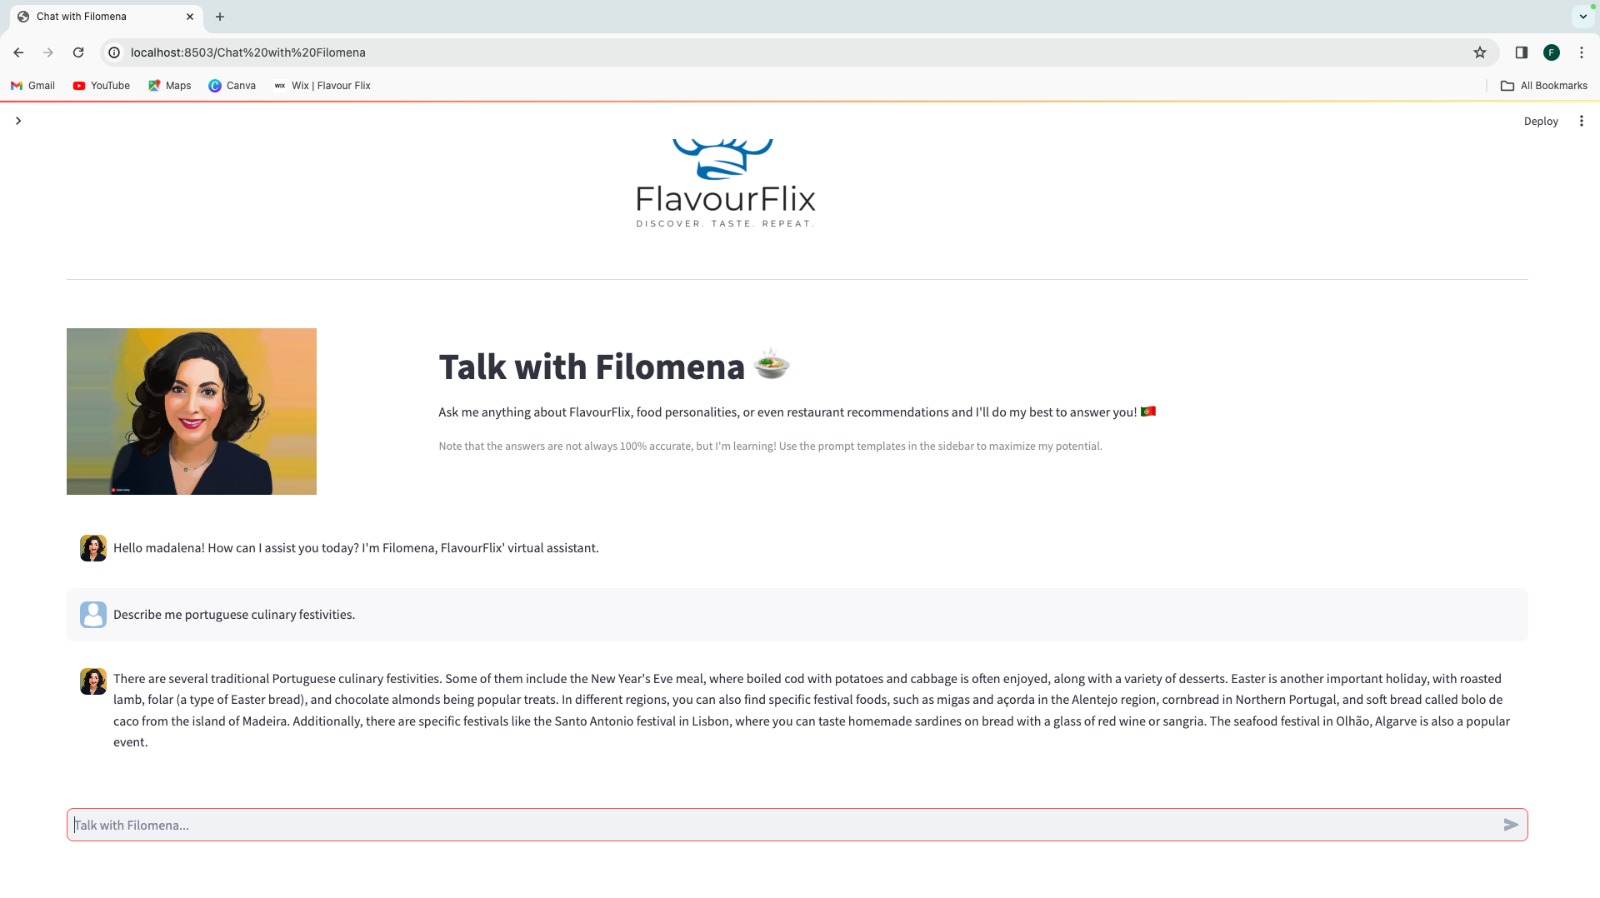 Chat with Filomena
localhost:8503/Chat%20with%20Filomena
F
Gmail
YouTube
Maps
Canva
WIX Wix | Flavour Flix
All Bookmarks
Deploy
FlavourFlix
DISCOVER. TASTE. REPEAT.
Talk with Filomena
Ask me anything about FlavourFlix, food personalities, or even restaurant recommendations and I'll do my best to answer you!
Note that the answers are not always 100% accurate, but I'm learning! Use the prompt templates in the sidebar to maximize my potential.
Hello madalena! How can I assist you today? I'm Filomena, FlavourFlix' virtual assistant.
Describe me portuguese culinary festivities.
There are several traditional Portuguese culinary festivities. Some of them include the New Year's Eve meal, where boiled cod with potatoes and cabbage is often enjoyed, along with a variety of desserts. Easter is another important holiday, with roasted
lamb, folar (a type of Easter bread), and chocolate almonds being popular treats. In different regions, you can also find specific festival foods, such as migas and açorda in the Alentejo region, cornbread in Northern Portugal, and soft bread called bolo de
caco from the island of Madeira. Additionally, there are specific festivals like the Santo Antonio festival in Lisbon, where you can taste homemade sardines on bread with a glass of red wine or sangria. The seafood festival in Olhão, Algarve is also a popular
event.
Talk with Filomena...